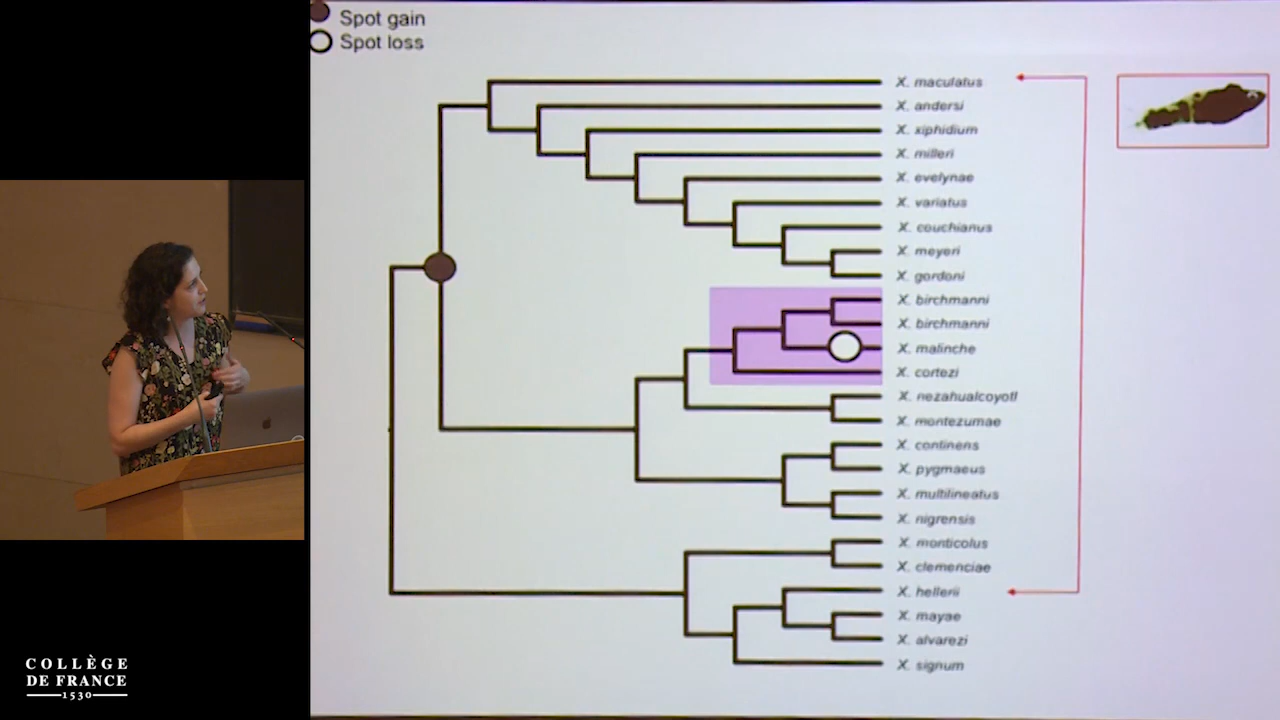 Spot gain
Spot loss
X. maculatus
X. andersi
X. xiphidium
X. milleri
X. evelynae
X. variatus
X. couchianus
X. meyeri
X. gordoni
X. birchmanni
X. birchmanni
X. malinche
X. cortezi
X. nezahualcoyotl
X. montezumae
X. continens
X. pygmaeus
X. multilineatus
X. nigrensis
X. monticolus
X. clemenciae
X. hellerii
X. mayae
X. alvarezi
X. signum
COLLÈGE
DE FRANCE
1530